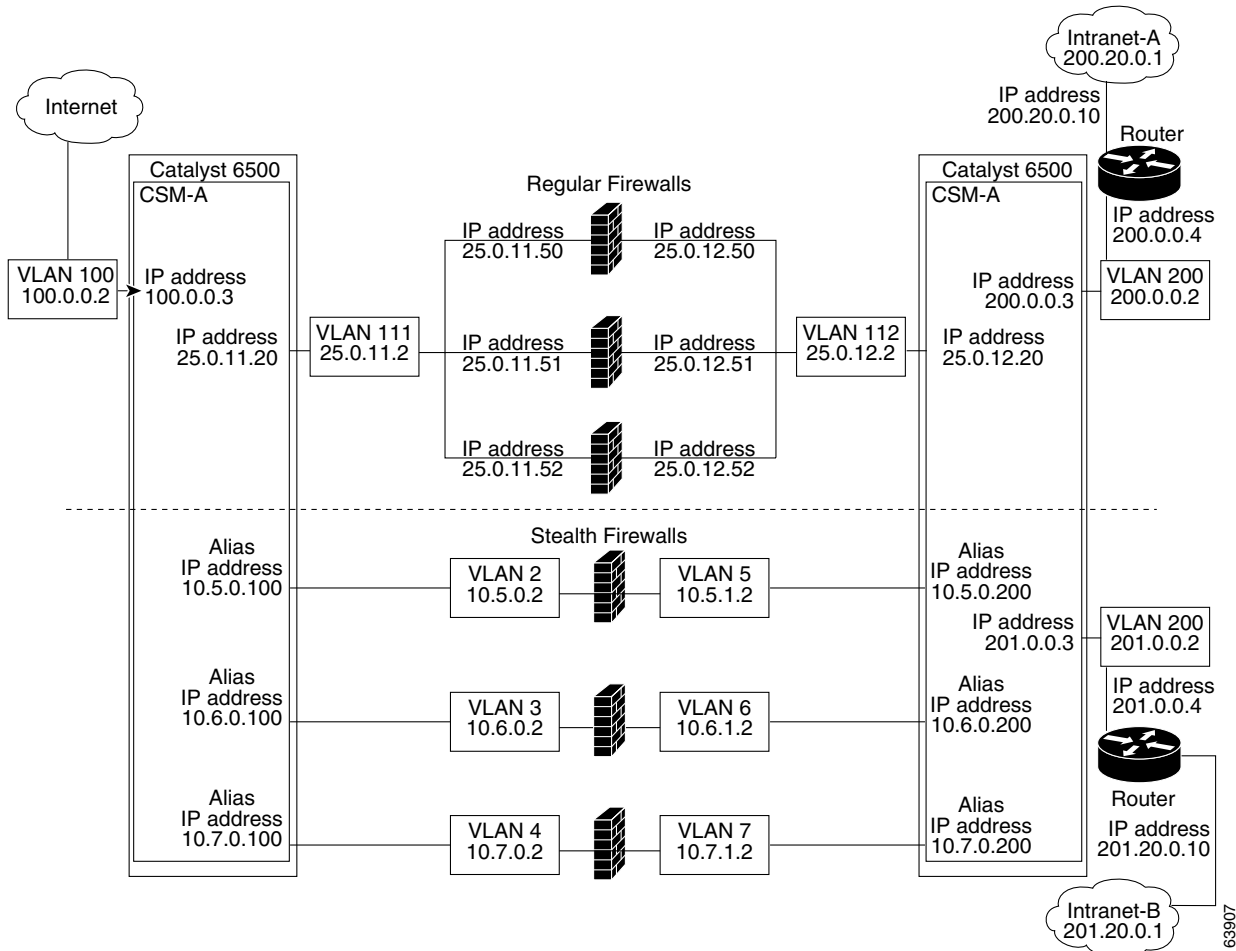 Intranet-A
200.20.0.1
IP address
200.20.0.10
Router
IP address
200.0.0.4
VLAN 200
200.0.0.2
Internet
VLAN 100
100.0.0.2
Catalyst 6500
CSM-A
IP address
100.0.0.3
IP address
25.0.11.20
VLAN 111
25.0.11.2
Regular Firewalls
IP address
25.0.11.50
IP address
25.0.12.50
IP address
25.0.11.51
IP address
25.0.12.51
IP address
25.0.11.52
IP address
25.0.12.52
VLAN 112
25.0.12.2
Catalyst 6500
CSM-A
IP address
200.0.0.3
IP address
25.0.12.20
Stealth Firewalls
Alias
IP address
10.5.0.100
VLAN 2
10.5.0.2
VLAN 5
10.5.1.2
Alias
IP address
10.5.0.200
IP address
201.0.0.3
VLAN 200
201.0.0.2
IP address
201.0.0.4
Alias
IP address
10.6.0.100
VLAN 3
10.6.0.2
VLAN 6
10.6.1.2
Alias
IP address
10.6.0.200
Router
IP address
201.20.0.10
Alias
IP address
10.7.0.100
VLAN 4
10.7.0.2
VLAN 7
10.7.1.2
Alias
IP address
10.7.0.200
Intranet-B
201.20.0.1
63907